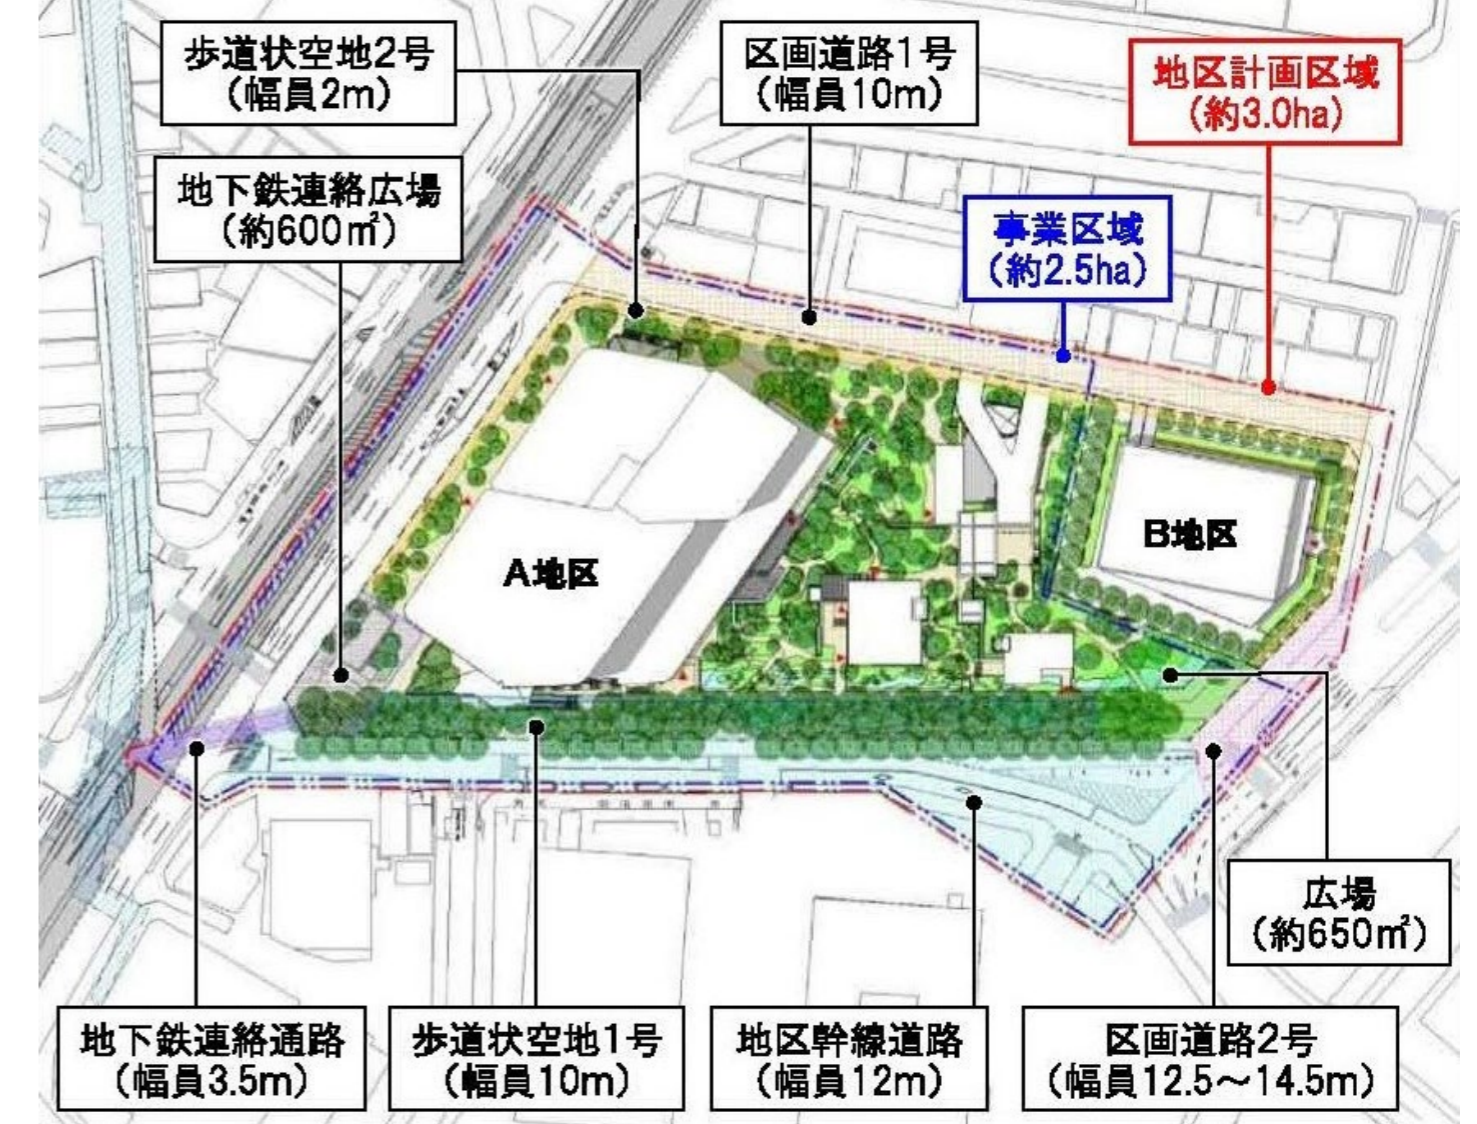 歩道状空地2号
(幅員2m)
区画道路1号
(幅員10m)
地区計画区域
(約3.0ha)
地下鉄連絡広場
(約600㎡)
事業区域
(約2.5ha)
A地区
B地区
広場
(約650㎡)
地下鉄連絡通路
(幅員3.5m)
歩道状空地1号
(幅員10m)
地区幹線道路
(幅員12m)
区画道路2号
(幅員12.5～14.5m)